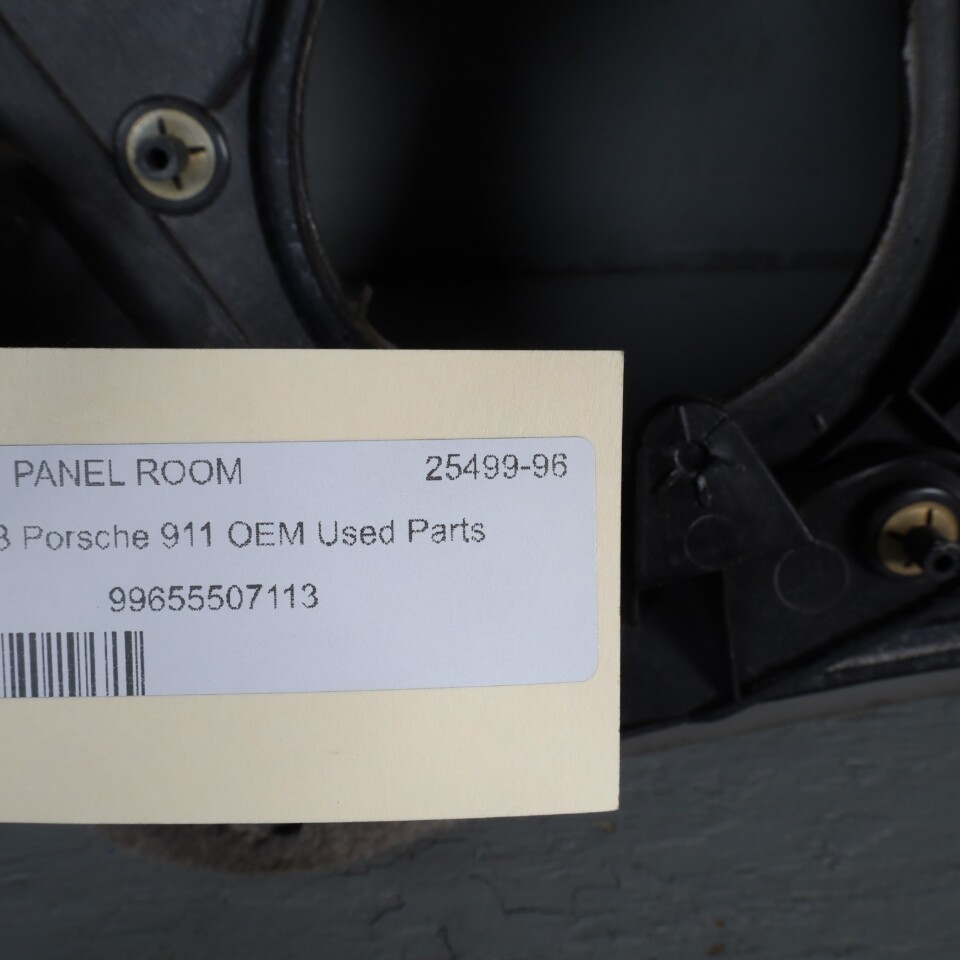 PANEL ROOM 25499-96
Porsche 911 OEM Used Parts
99655507113